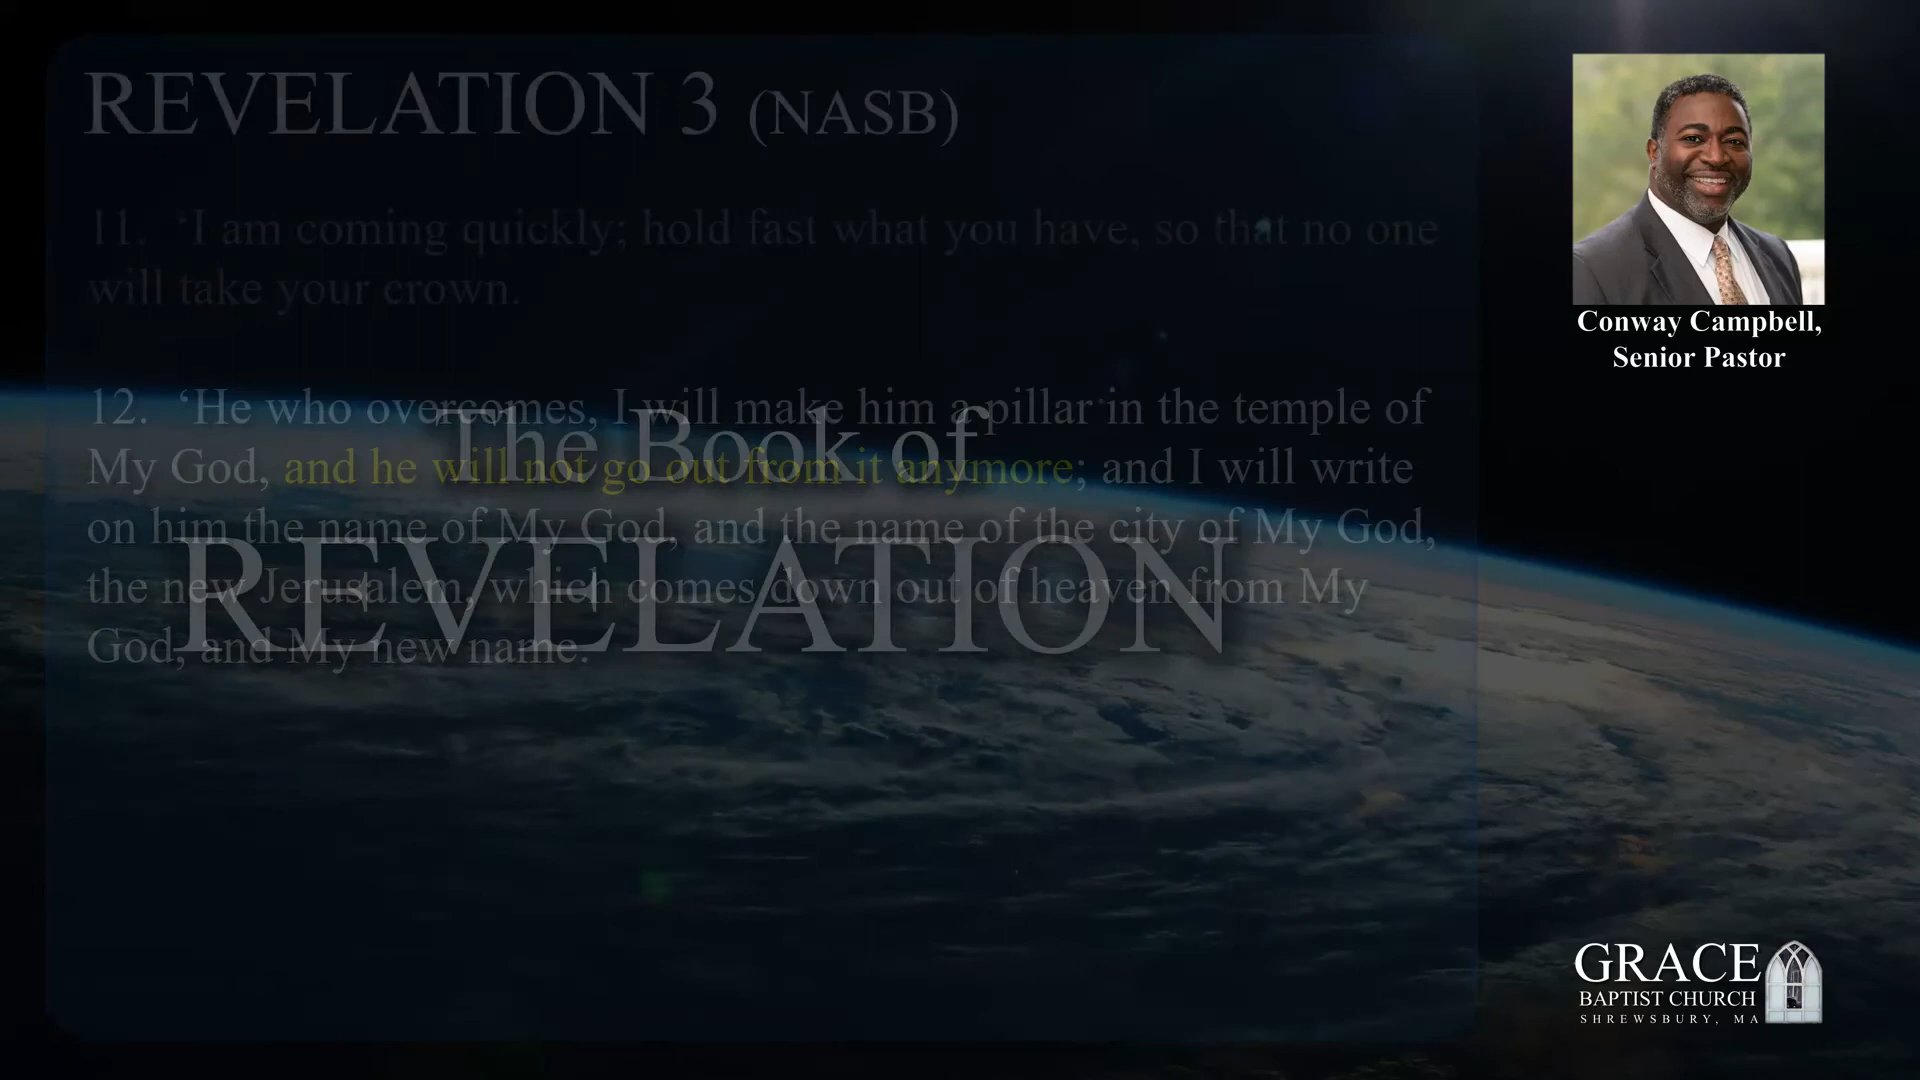 REVELATION 3 (NASB)
11. ‘I am coming quickly; hold fast what you have, so that no one
will take your crown.
12. ‘He who overcomes, I will make him a pillar in the temple of
My God, and he will not go out from it anymore; and I will write
on him the name of My God, and the name of the city of My God,
the new Jerusalem, which comes down out of heaven from My
God, and My new name.
The Book of
REVELATION
Conway Campbell,
Senior Pastor
GRACE
BAPTIST CHURCH
SHREWSBURY, MA